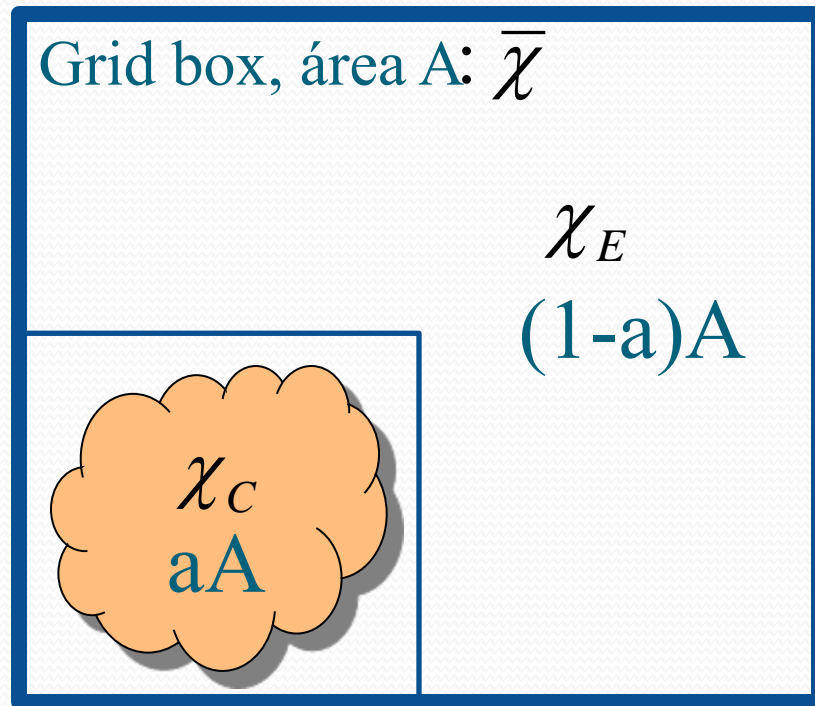 Grid box, área A: χ̅
χ_E
(1-a)A
χ_C
aA